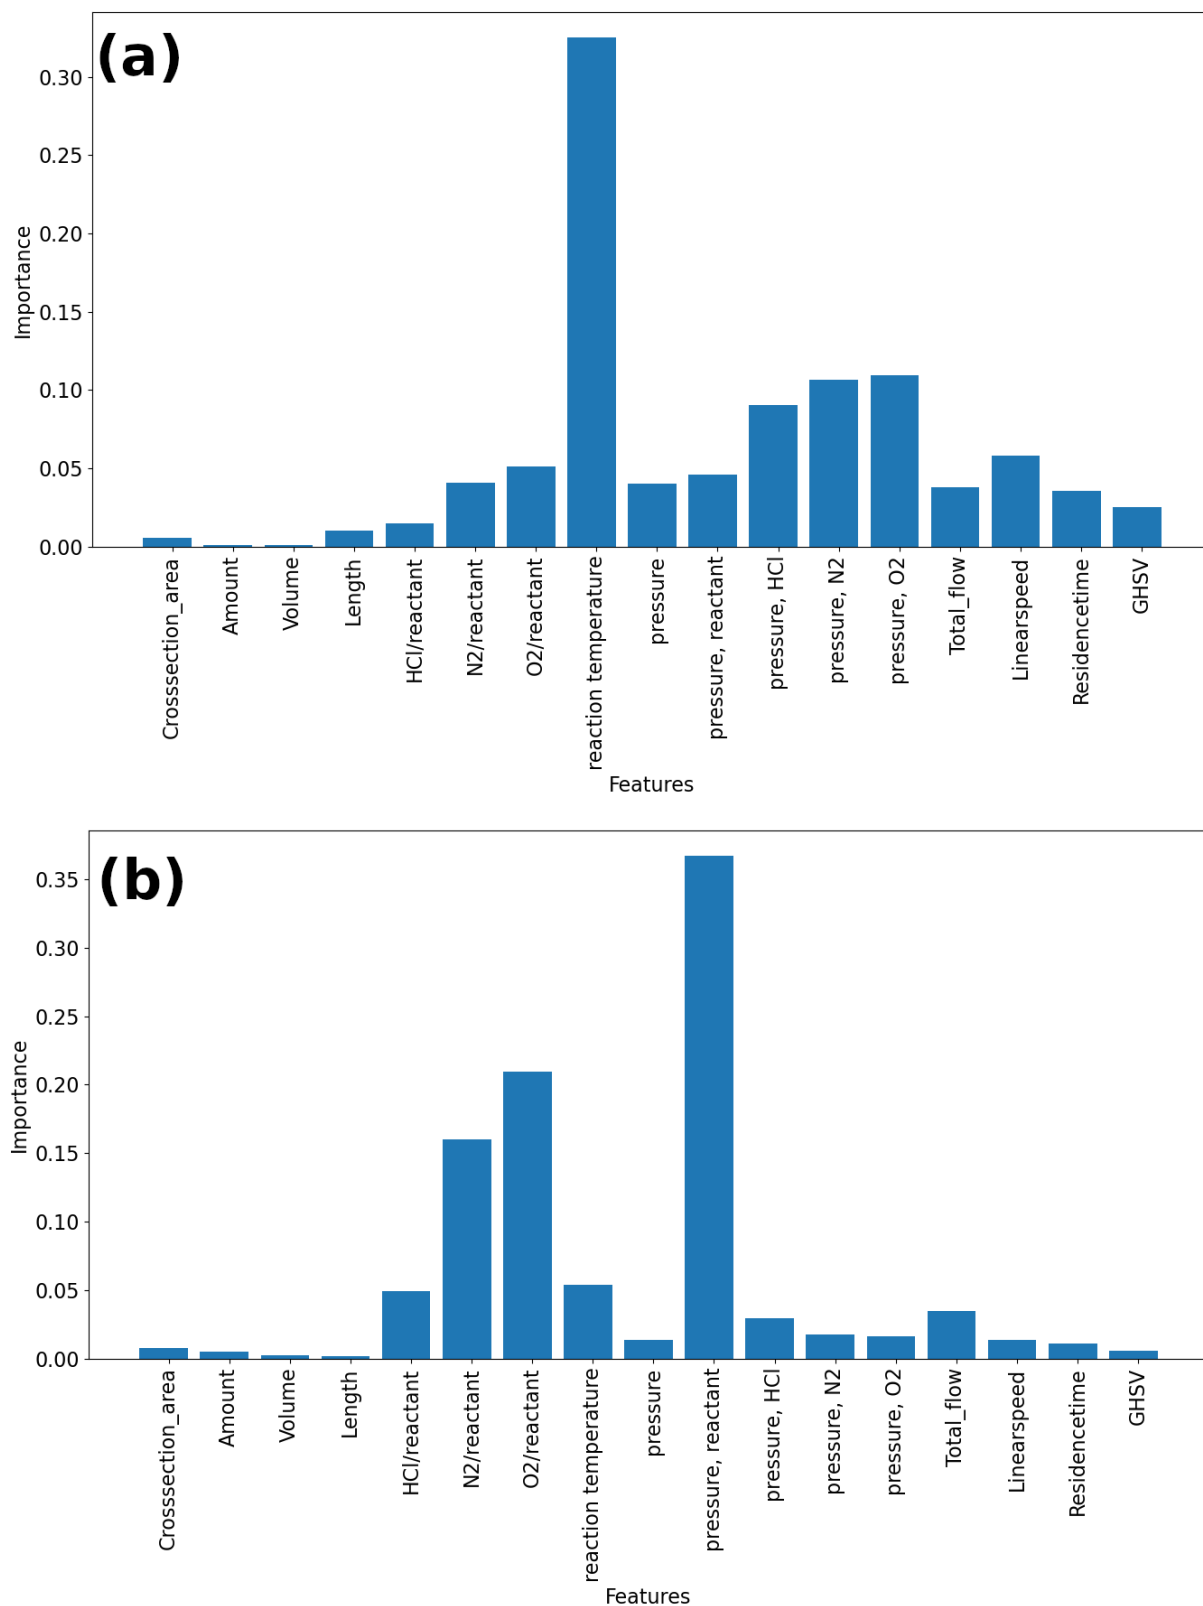 (a)
0.30
0.25
0.20
0.15
0.10
0.05
0.00
Importance
Crosssection_area
Amount
Volume
Length
HCl/reactant
N2/reactant
O2/reactant
reaction temperature
pressure
pressure, reactant
pressure, HCl
pressure, N2
pressure, O2
Total_flow
Linearspeed
Residencetime
GHSV
Features
(b)
0.35
0.30
0.25
0.20
0.15
0.10
0.05
0.00
Importance
Crosssection_area
Amount
Volume
Length
HCl/reactant
N2/reactant
O2/reactant
reaction temperature
pressure
pressure, reactant
pressure, HCl
pressure, N2
pressure, O2
Total_flow
Linearspeed
Residencetime
GHSV
Features